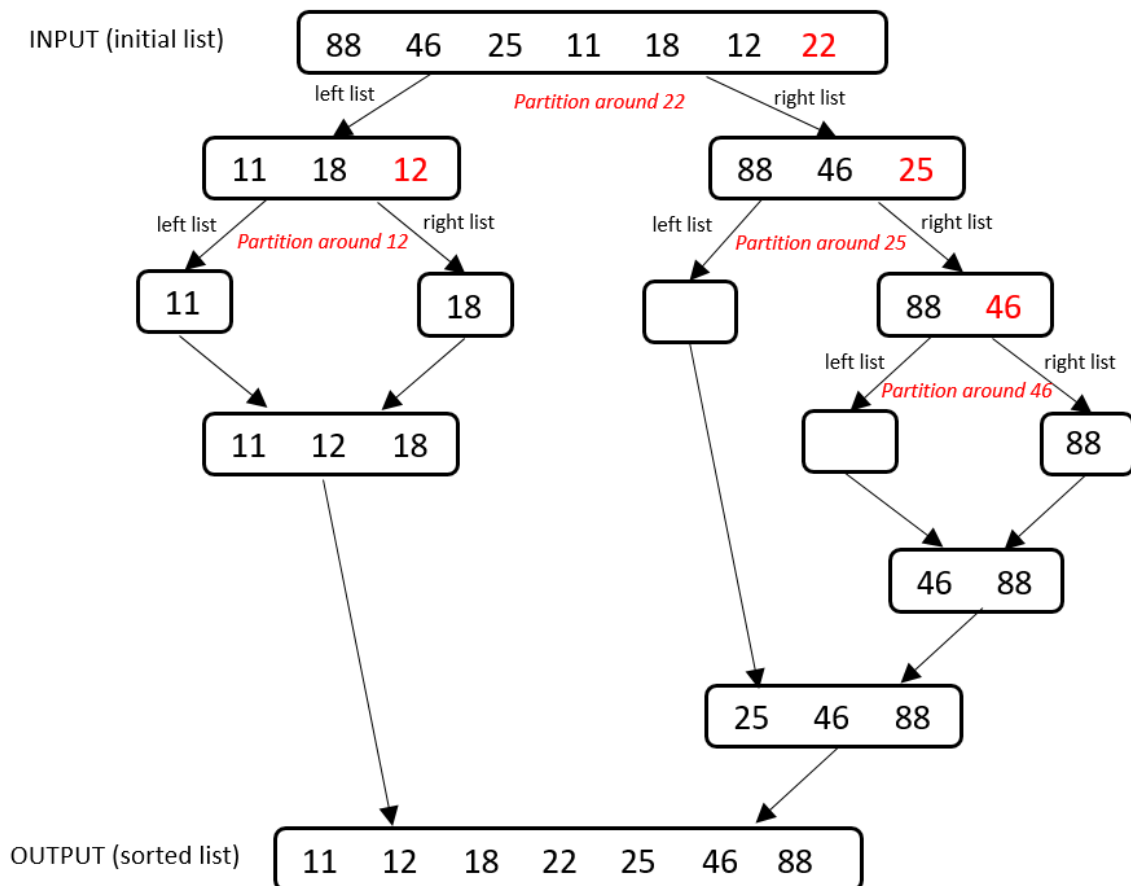 INPUT (initial list)
88 46 25 11 18 12 22
left list
Partition around 22
right list
11 18 12
88 46 25
left list
Partition around 12
right list
left list
Partition around 25
right list
11
18
88 46
left list
Partition around 46
right list
11 12 18
88
46 88
25 46 88
OUTPUT (sorted list)
11 12 18 22 25 46 88